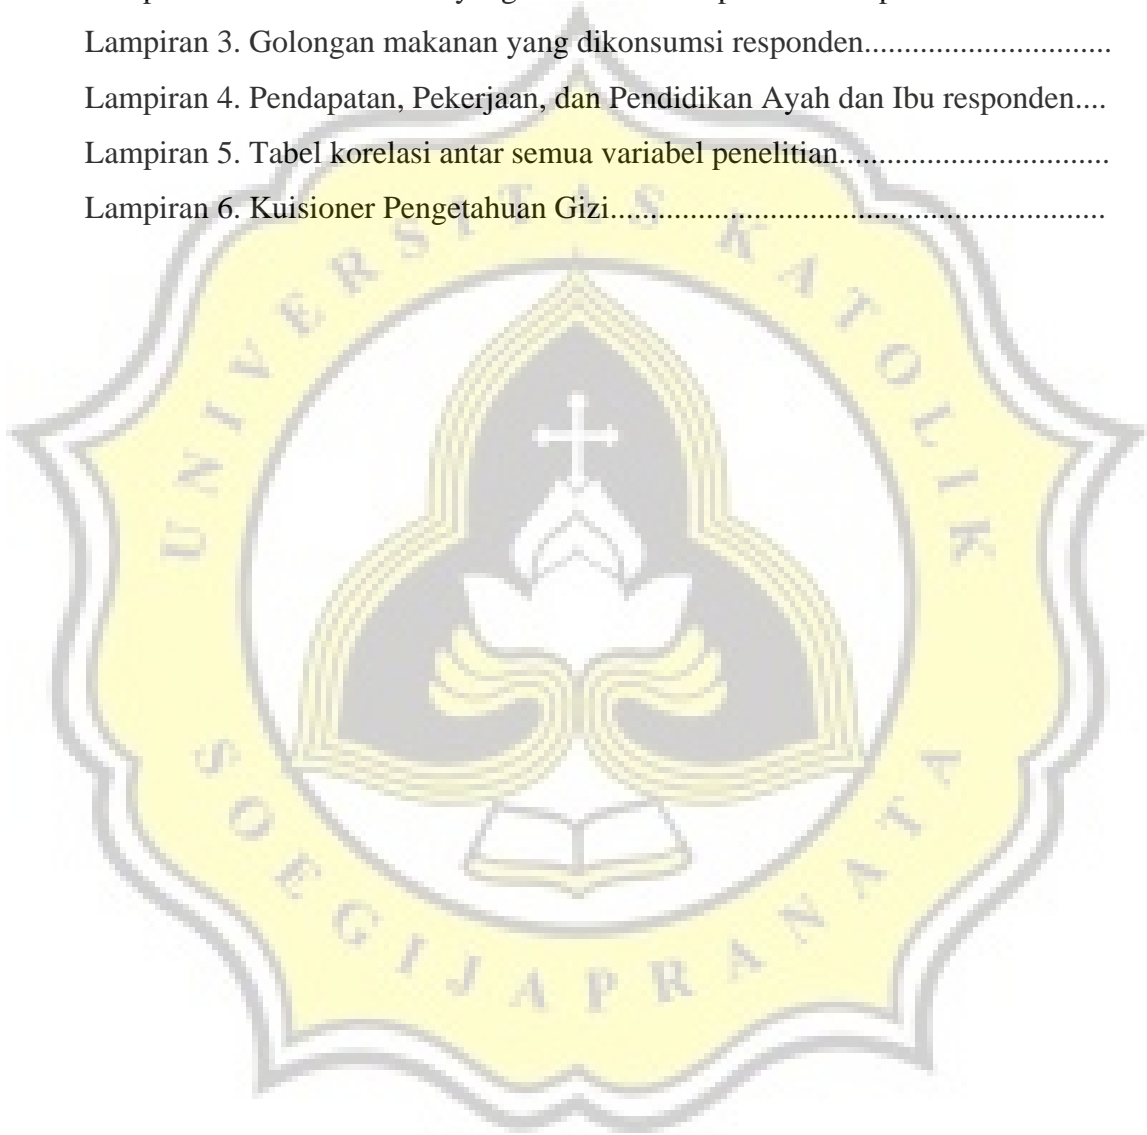 Lampiran 3. Golongan makanan yang dikonsumsi responden...............................
Lampiran 4. Pendapatan, Pekerjaan, dan Pendidikan Ayah dan Ibu responden....
Lampiran 5. Tabel korelasi antar semua variabel penelitian..................................
Lampiran 6. Kuisioner Pengetahuan Gizi..............................................................
UNIVERSITAS KATOLIK
SOEGIJAPRANATA